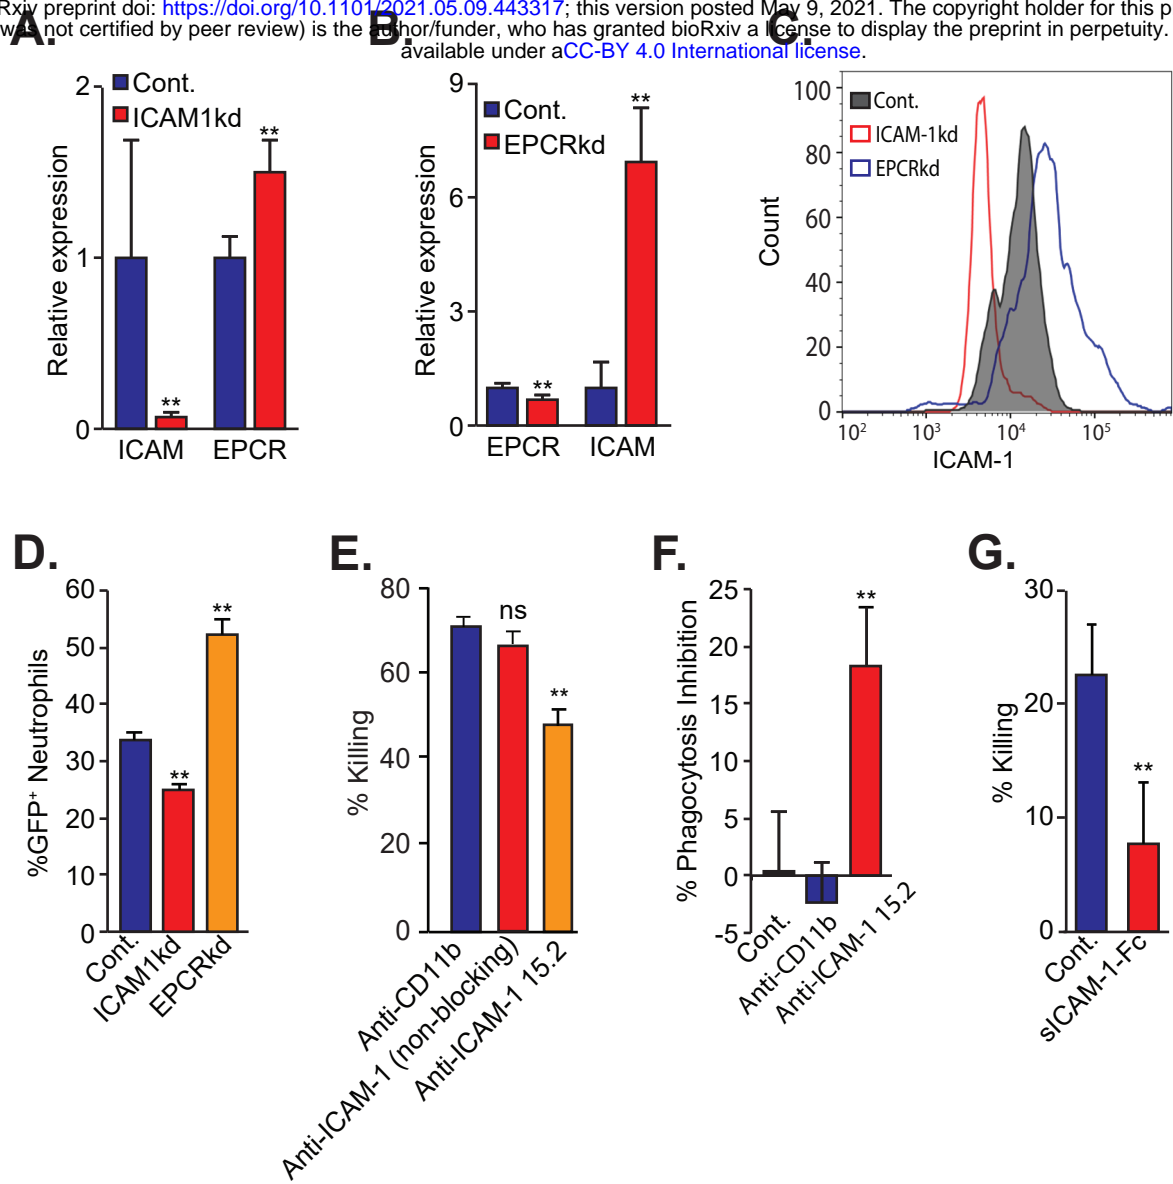 Rxiv preprint doi: https://doi.org/10.1101/2021.05.09.443317; this version posted May 9, 2021. The copyright holder for this p
was not certified by peer review) is the author/funder, who has granted bioRxiv a license to display the preprint in perpetuity.
available under aCC-BY 4.0 International license.
A.
2
1
0
Relative expression
Cont.
ICAM1kd
**
**
ICAM
EPCR
B.
9
6
3
0
Relative expression
Cont.
EPCRkd
**
**
EPCR
ICAM
C.
100
80
60
40
20
0
Count
Cont.
ICAM-1kd
EPCRkd
10²
10³
10⁴
10⁵
ICAM-1
D.
60
50
40
30
20
10
0
%GFP⁺ Neutrophils
**
**
Cont.
ICAM1kd
EPCRkd
E.
80
60
40
20
0
% Killing
ns
**
Anti-CD11b
Anti-ICAM-1 (non-blocking)
Anti-ICAM-1 15.2
F.
25
20
15
10
5
0
-5
% Phagocytosis Inhibition
**
Cont.
Anti-CD11b
Anti-ICAM-1 15.2
G.
30
20
10
0
% Killing
**
Cont.
sICAM-1-Fc